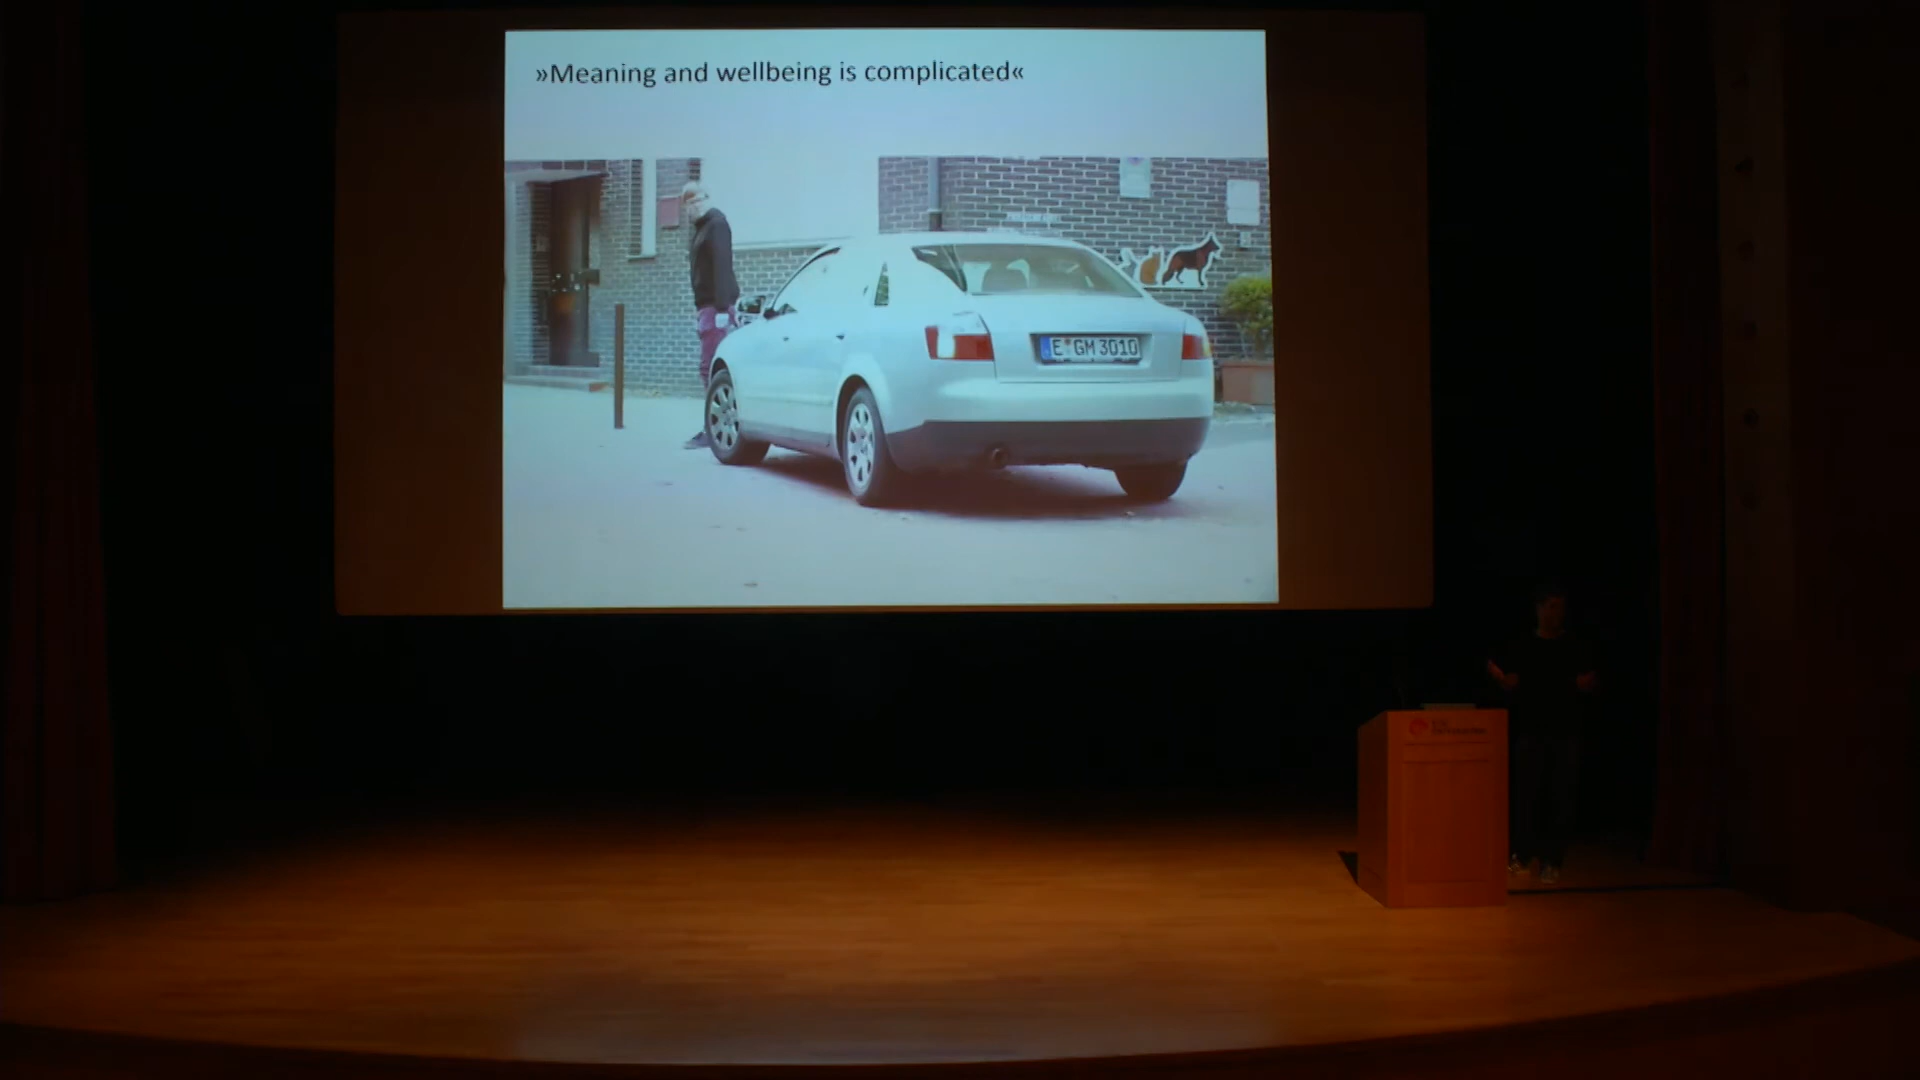 »Meaning and wellbeing is complicated«
E GM 3010